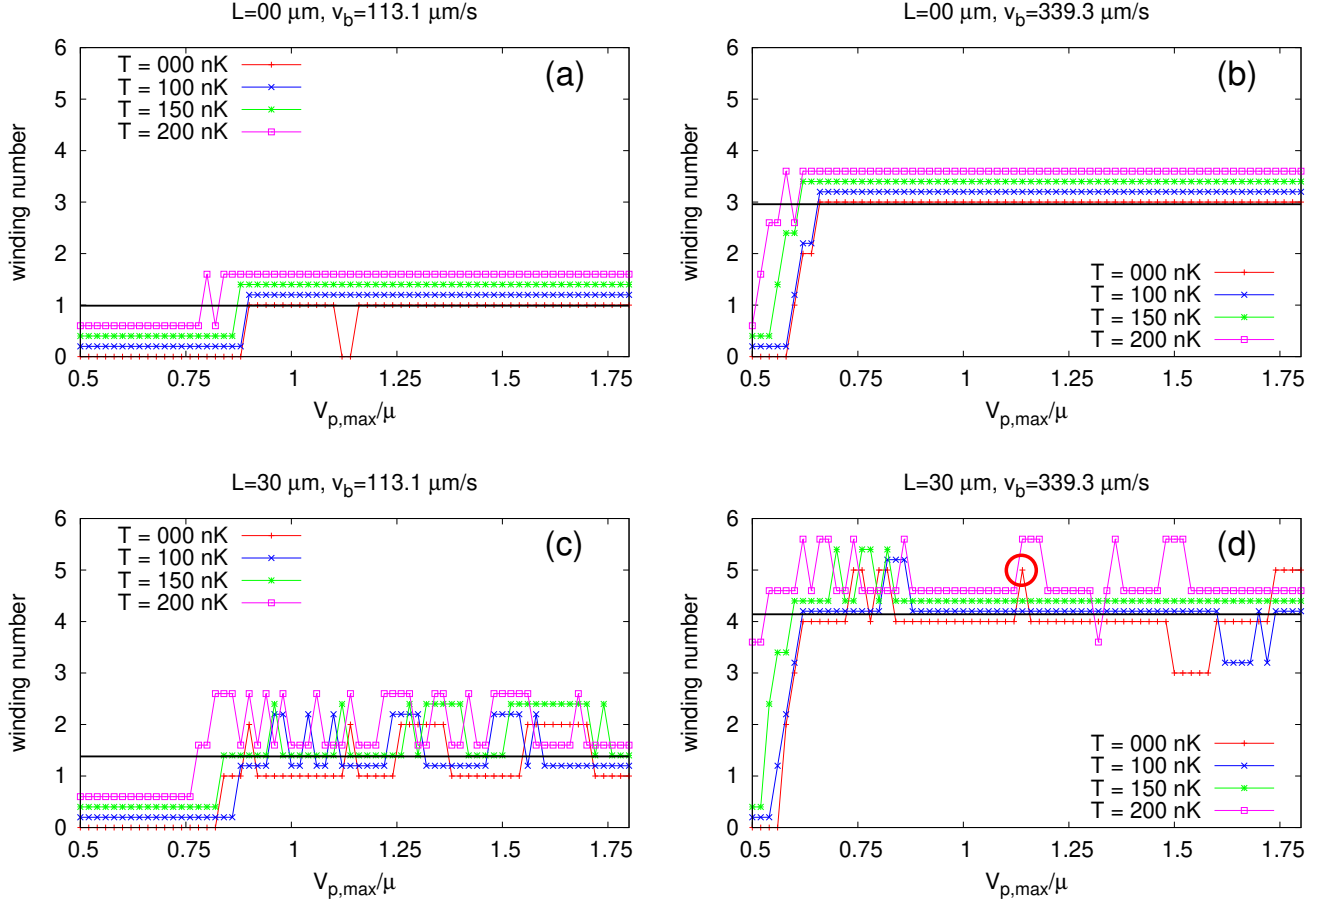 L=00 μm, v_b=113.1 μm/s
(a)
T = 000 nK
T = 100 nK
T = 150 nK
T = 200 nK
winding number
0
1
2
3
4
5
6
0.5 0.75 1 1.25 1.5 1.75
V_p,max/μ
L=00 μm, v_b=339.3 μm/s
(b)
T = 000 nK
T = 100 nK
T = 150 nK
T = 200 nK
winding number
0
1
2
3
4
5
6
0.5 0.75 1 1.25 1.5 1.75
V_p,max/μ
L=30 μm, v_b=113.1 μm/s
(c)
T = 000 nK
T = 100 nK
T = 150 nK
T = 200 nK
winding number
0
1
2
3
4
5
6
0.5 0.75 1 1.25 1.5 1.75
V_p,max/μ
L=30 μm, v_b=339.3 μm/s
(d)
T = 000 nK
T = 100 nK
T = 150 nK
T = 200 nK
winding number
0
1
2
3
4
5
6
0.5 0.75 1 1.25 1.5 1.75
V_p,max/μ